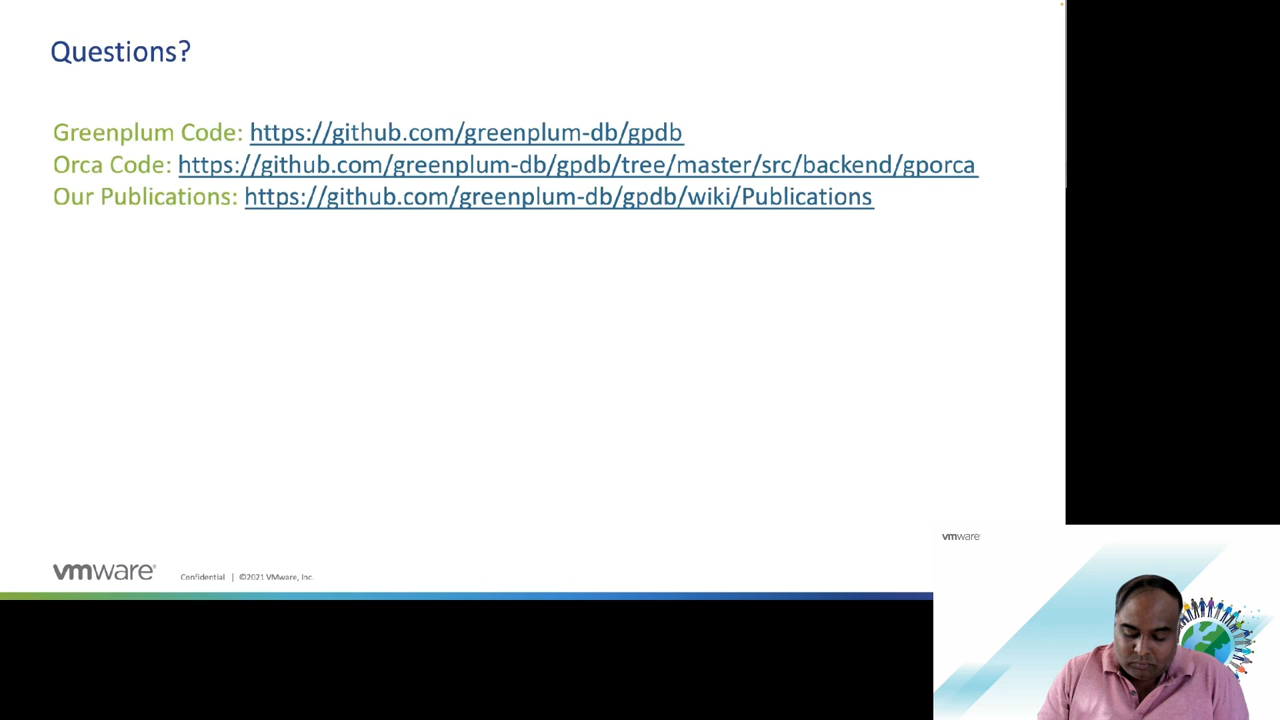 Questions?
Greenplum Code: https://github.com/greenplum-db/gpdb
Orca Code: https://github.com/greenplum-db/gpdb/tree/master/src/backend/gporca
Our Publications: https://github.com/greenplum-db/gpdb/wiki/Publications
vmware®
Confidential | ©2021 VMware, Inc.
vmware®